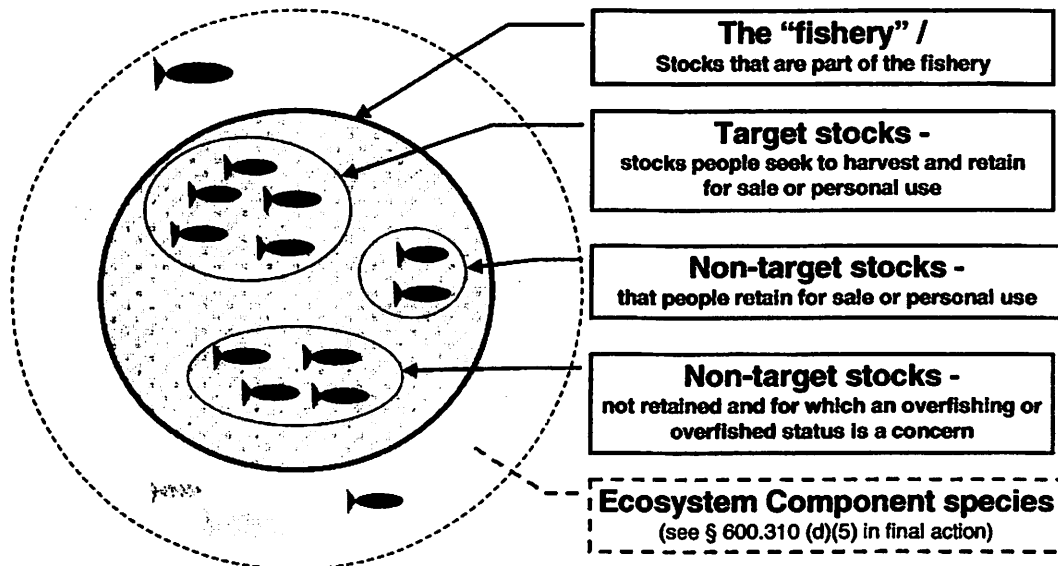 The “fishery” /
Stocks that are part of the fishery
Target stocks -
stocks people seek to harvest and retain
for sale or personal use
Non-target stocks -
that people retain for sale or personal use
Non-target stocks -
not retained and for which an overfishing or
overfished status is a concern
Ecosystem Component species
(see § 600.310 (d)(5) in final action)